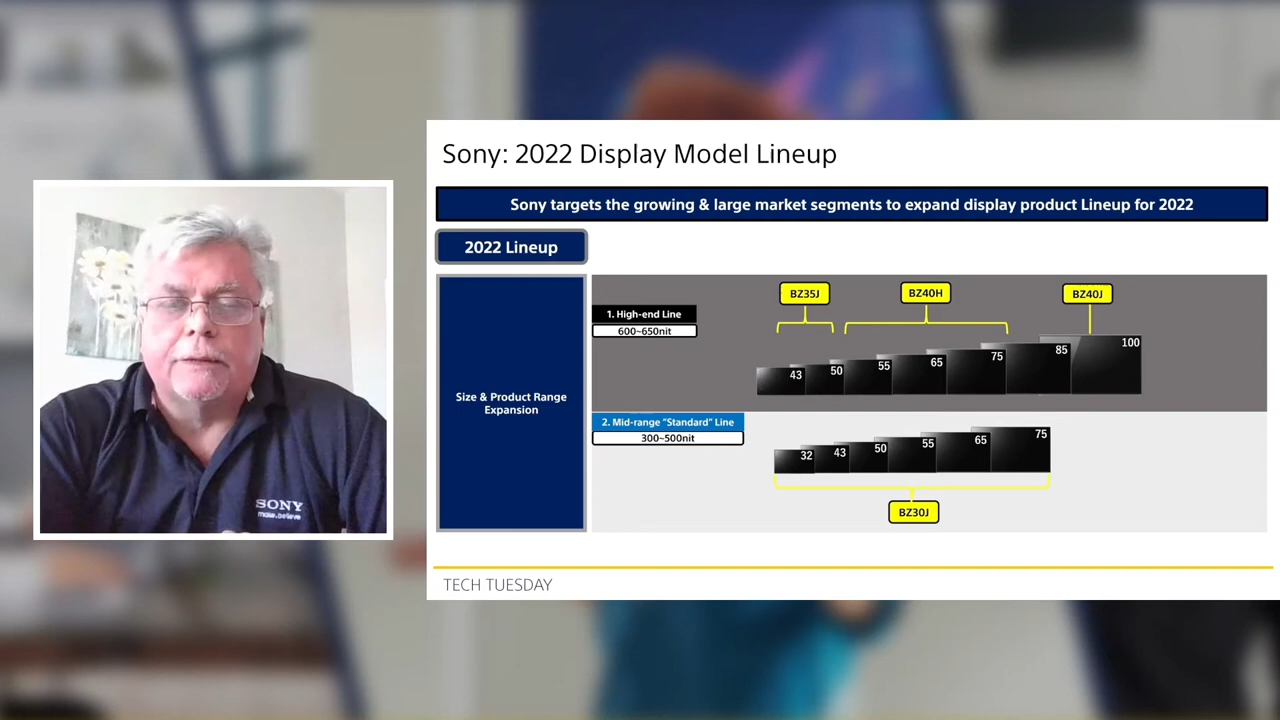 Sony: 2022 Display Model Lineup
Sony targets the growing & large market segments to expand display product Lineup for 2022
2022 Lineup
Size & Product Range
Expansion
1. High-end Line
600~650nit
BZ35J
BZ40H
BZ40J
43
50
55
65
75
85
100
2. Mid-range "Standard" Line
300~500nit
32
43
50
55
65
75
BZ30J
TECH TUESDAY
SONY
make.believe